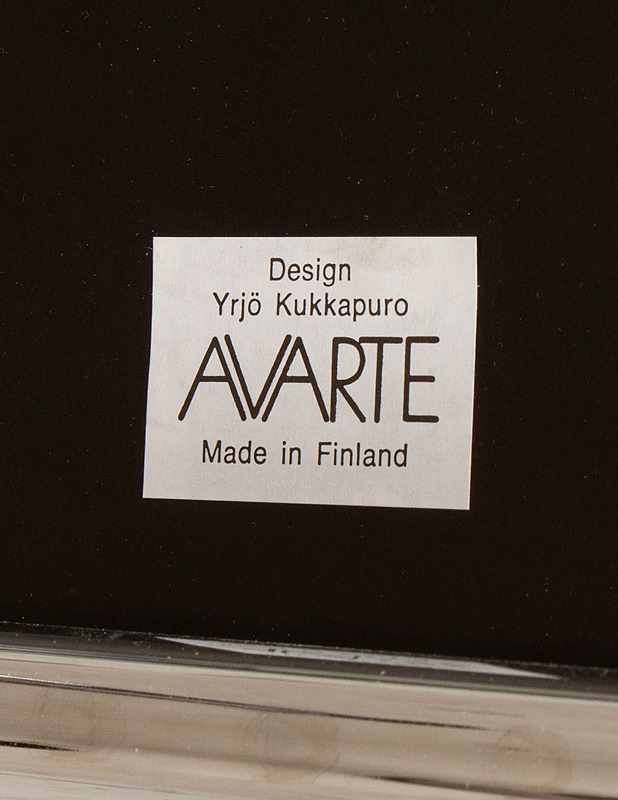 Design
Yrjö Kukkapuro
AVARTE
Made in Finland